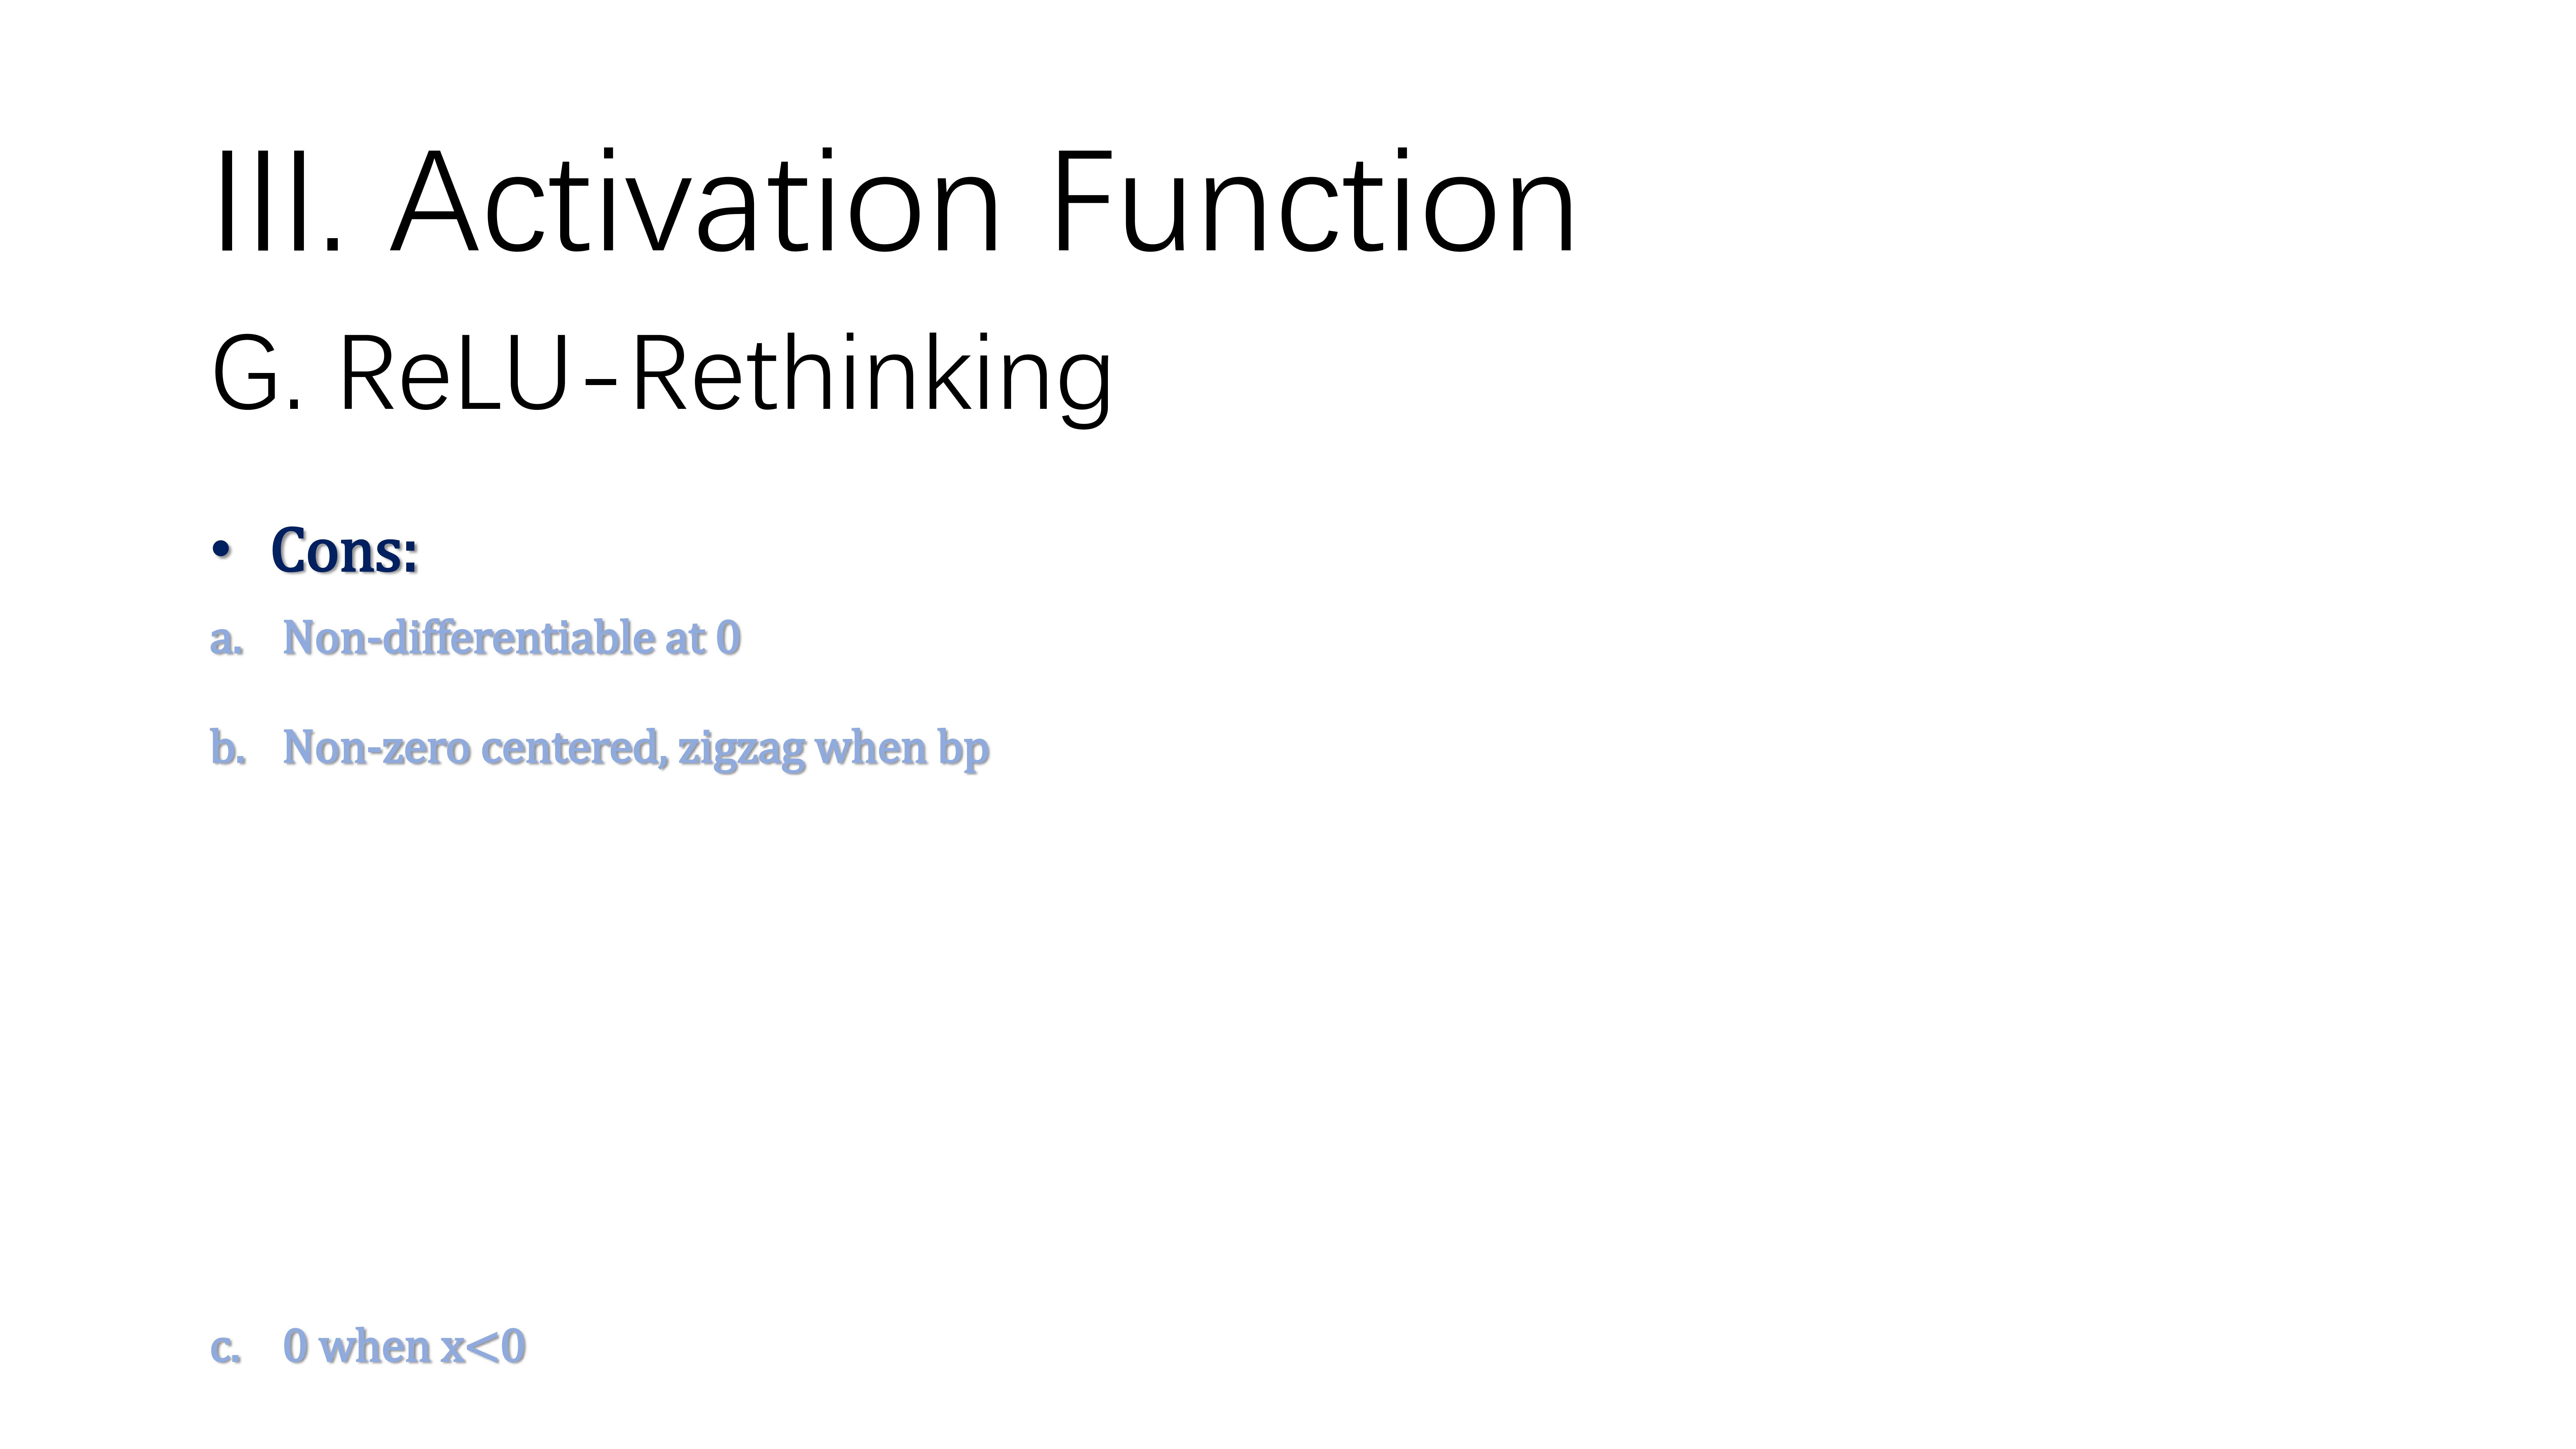 III. Activation Function
G. ReLU-Rethinking
• Cons:
a. Non-differentiable at 0
b. Non-zero centered, zigzag when bp
c. 0 when x<0